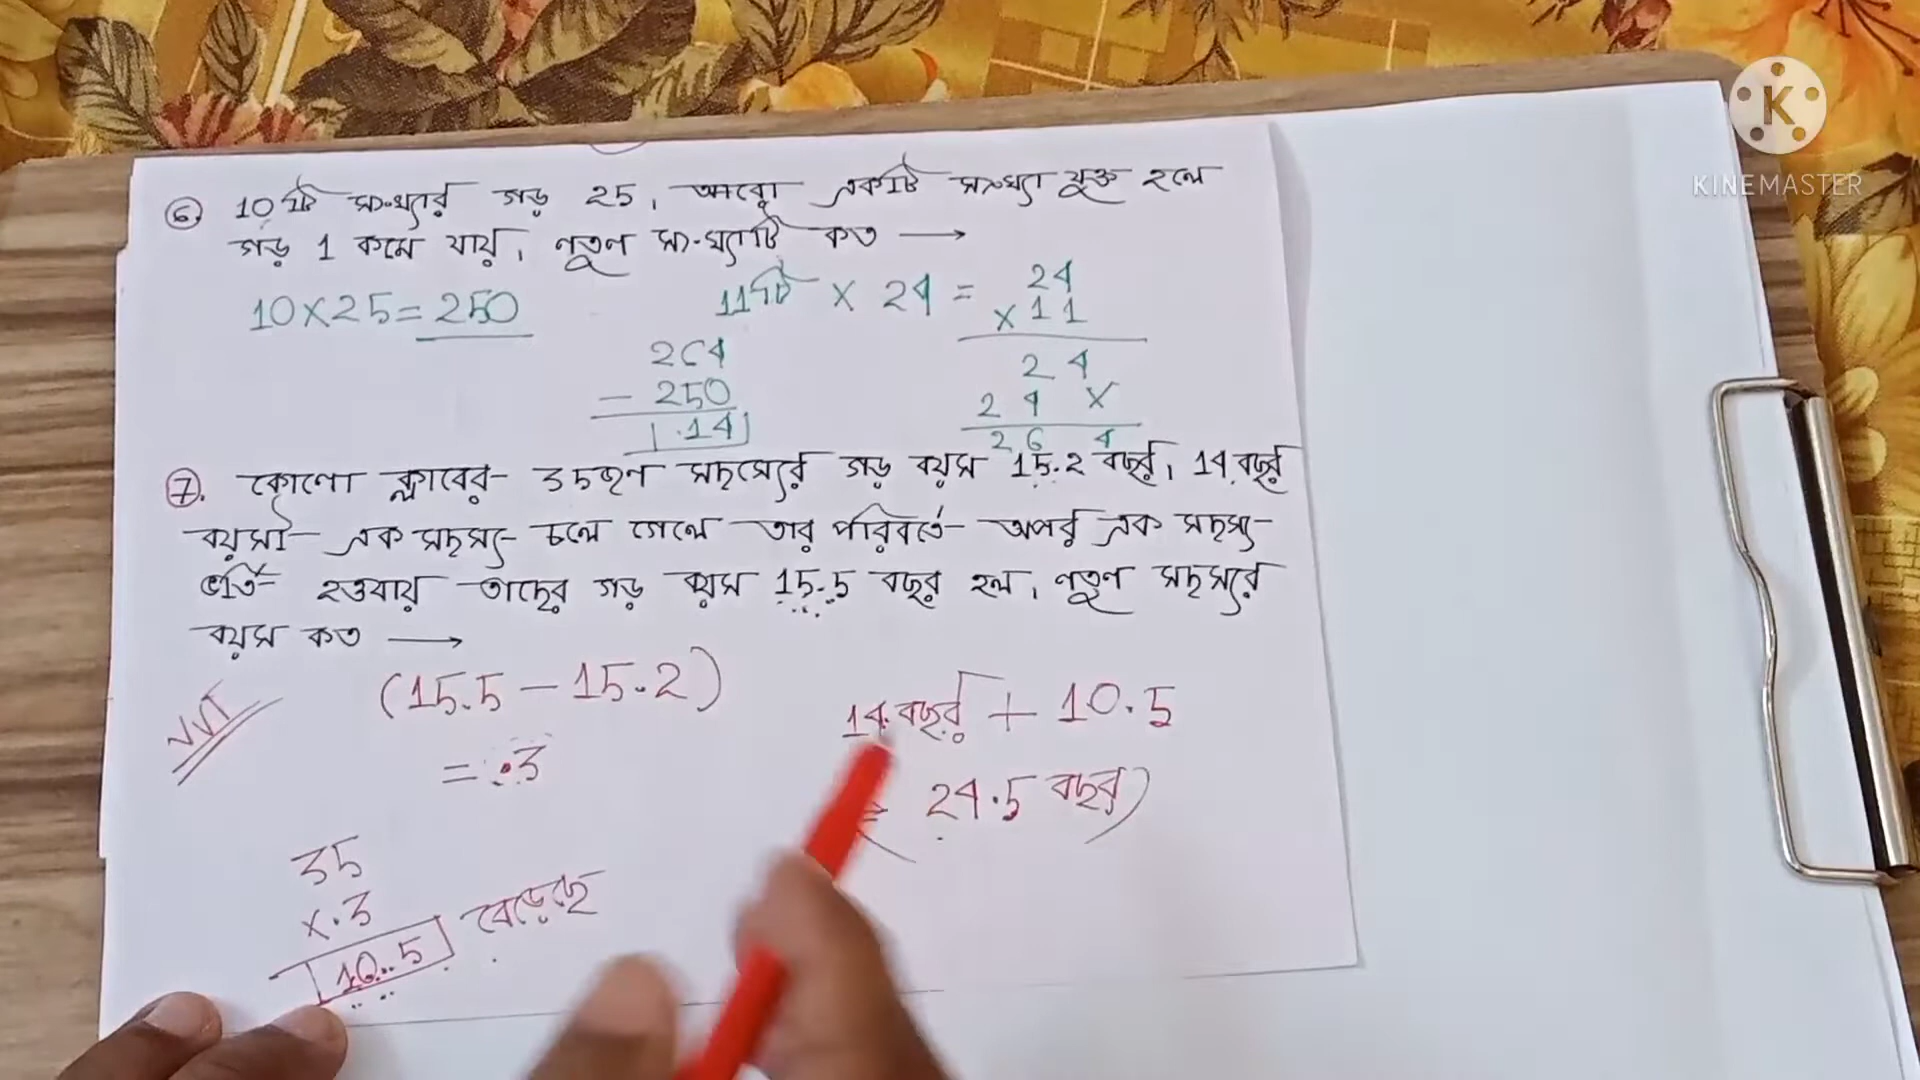 ⑥ 10টি সংখ্যার গড় 25, আরো একটি সংখ্যা যুক্ত হলে
গড় 1 কমে যায়। নতুন সংখ্যাটি কত →
10×25=250
11টি × 24 =
24
×11
24
24×
264
264
− 250
14
⑦. কোনো ক্লাবের 35জন সদস্যের গড় বয়স 15.2 বছর, 14 বছর
বয়সী এক সদস্য চলে গেলে তার পরিবর্তে অপর এক সদস্য
ভর্তি হওয়ায় তাদের গড় বয়স 15.5 বছর হল। নতুন সদস্যের
বয়স কত →
(15.5 − 15.2)
= .3
VVI
35
×.3
10.5 বেড়েছে
14 বছর + 10.5
= 24.5 বছর
KINEMASTER